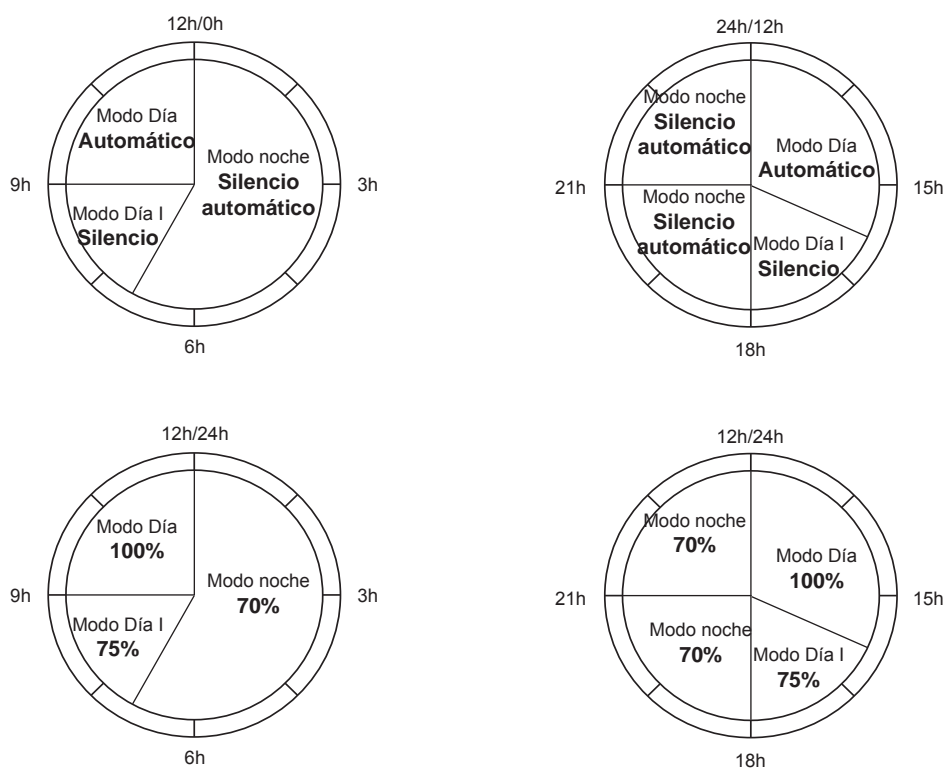 12h/0h
Modo Día
Automático
Modo noche
Silencio
automático
9h
3h
Modo Día I
Silencio
6h
24h/12h
Modo noche
Silencio
automático
Modo Día
Automático
21h
15h
Modo noche
Silencio
automático
Modo Día I
Silencio
18h
12h/24h
Modo Día
100%
Modo noche
70%
9h
3h
Modo Día I
75%
6h
12h/24h
Modo noche
70%
Modo Día
100%
21h
15h
Modo noche
70%
Modo Día I
75%
18h